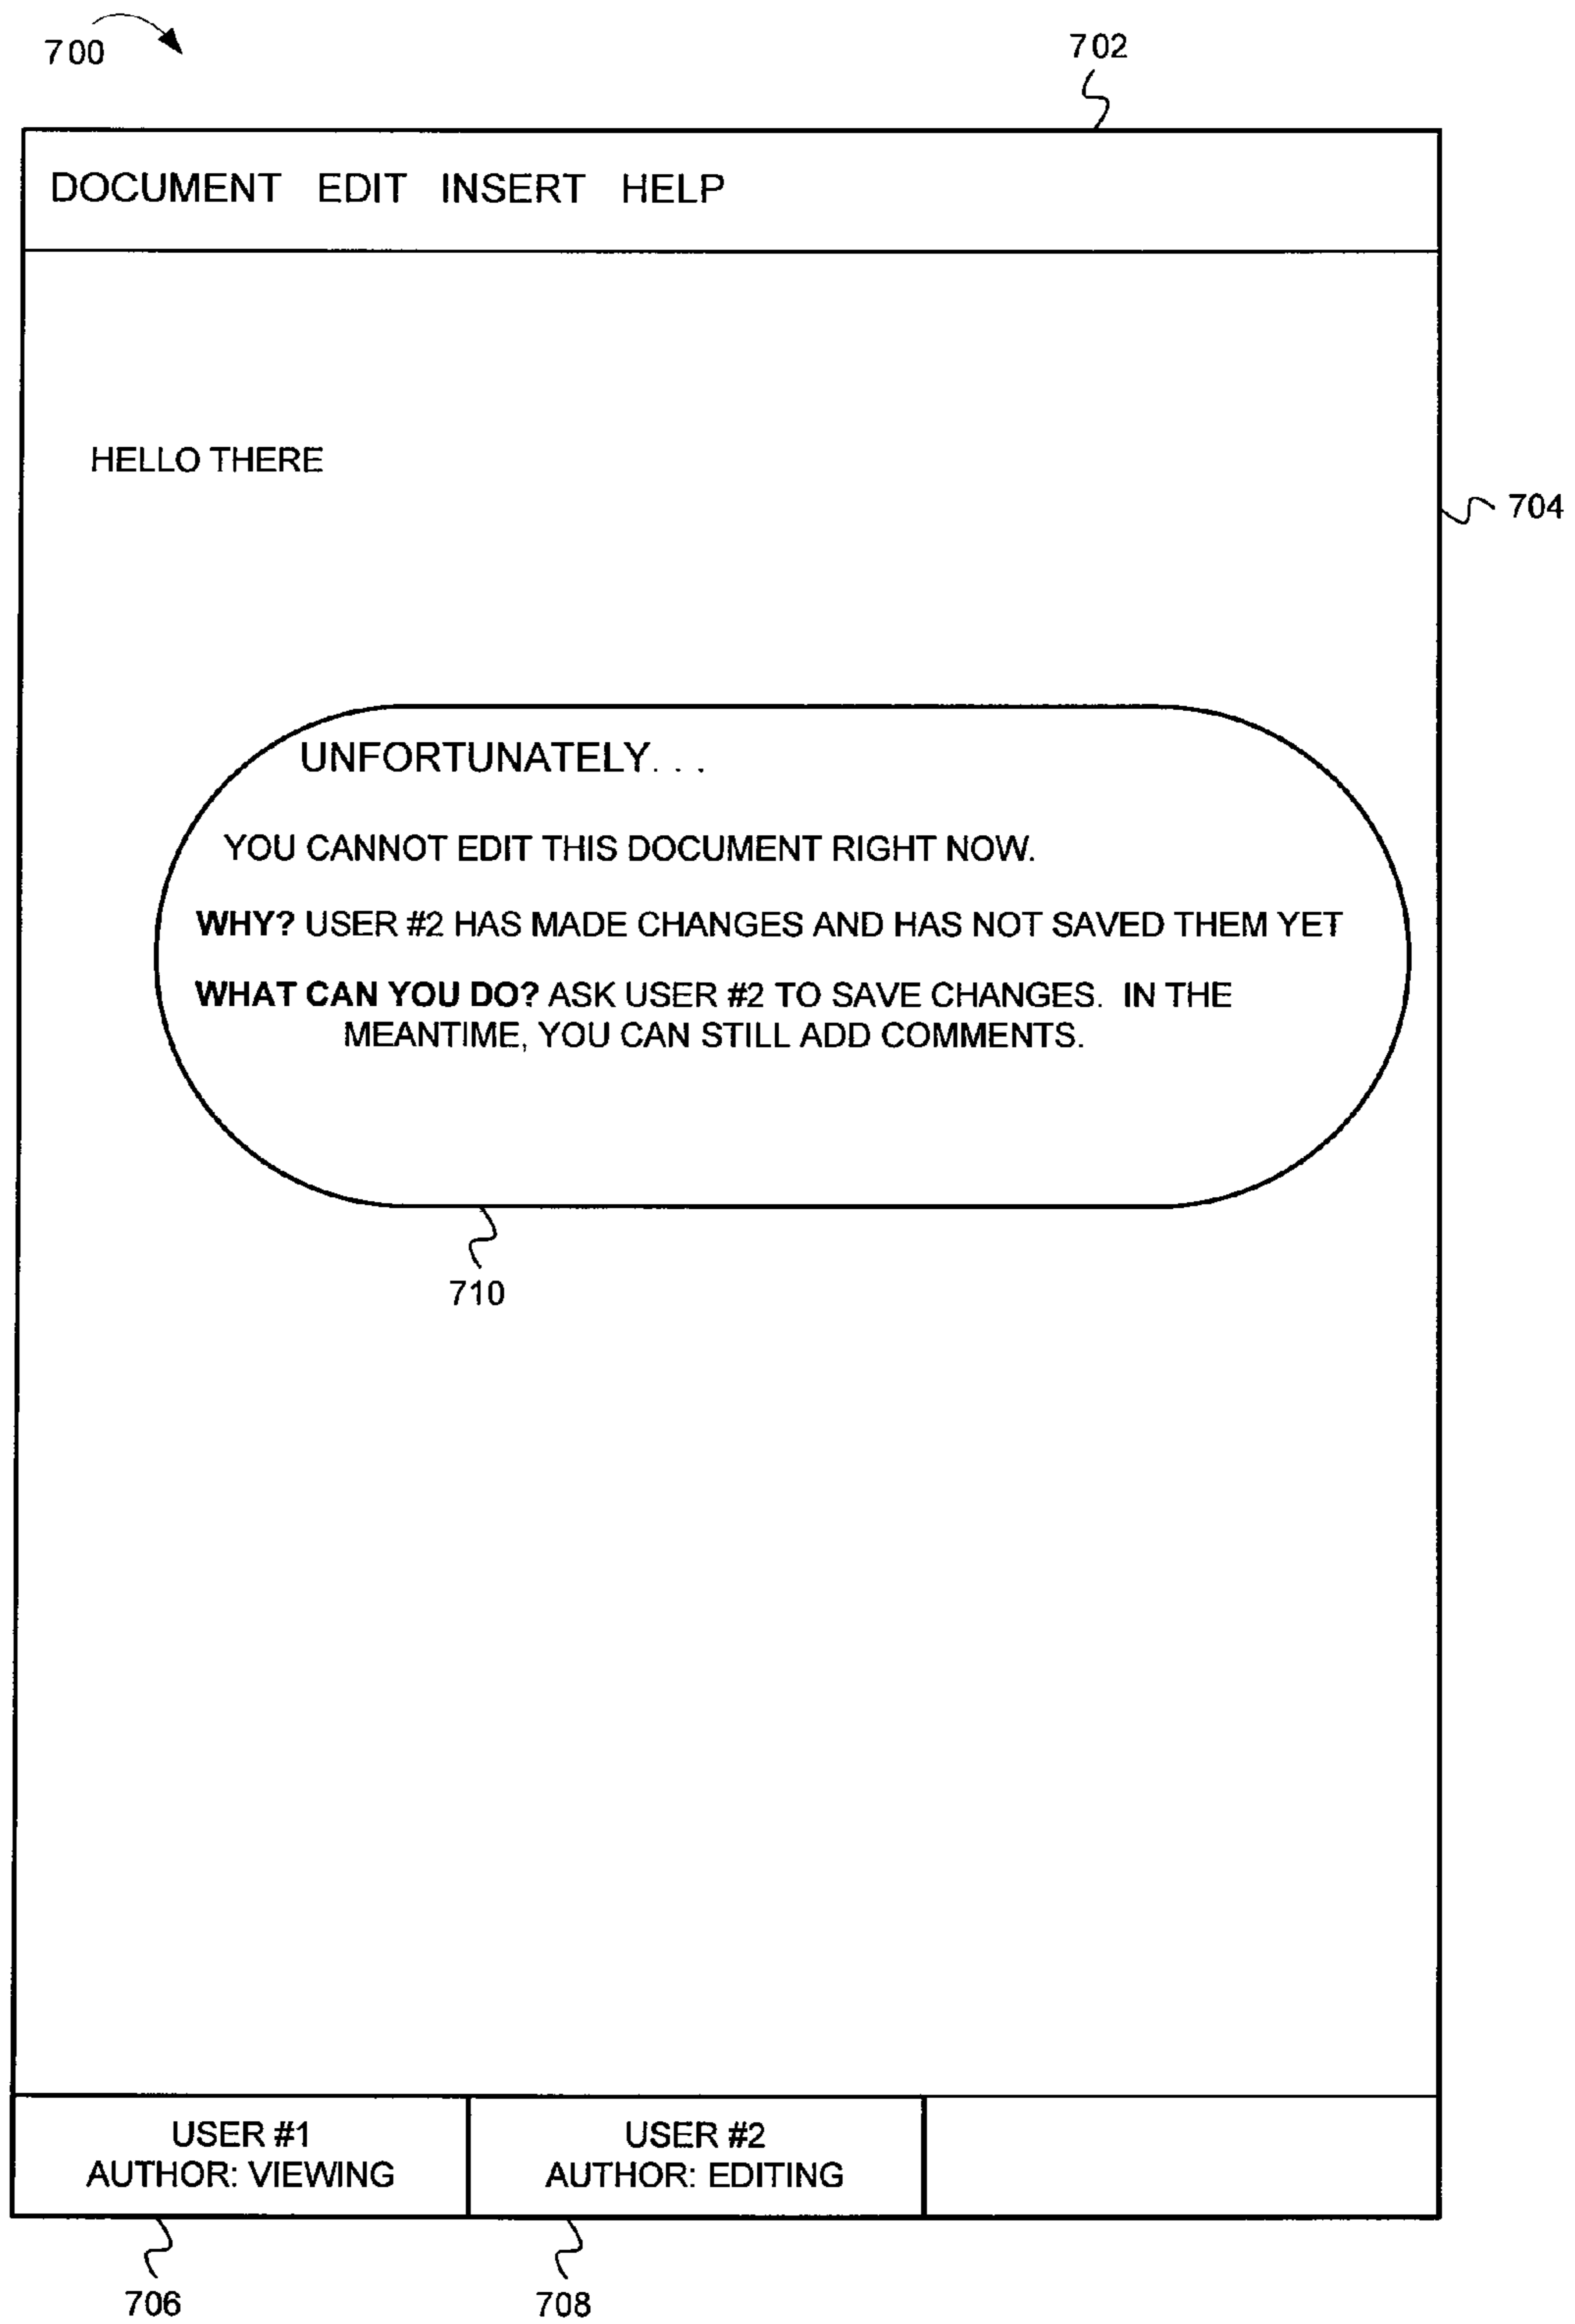 700
702
DOCUMENT EDIT INSERT HELP
HELLO THERE
704
UNFORTUNATELY. . .
YOU CANNOT EDIT THIS DOCUMENT RIGHT NOW.
WHY? USER #2 HAS MADE CHANGES AND HAS NOT SAVED THEM YET
WHAT CAN YOU DO? ASK USER #2 TO SAVE CHANGES. IN THE
MEANTIME, YOU CAN STILL ADD COMMENTS.
710
USER #1
AUTHOR: VIEWING
USER #2
AUTHOR: EDITING
706
708